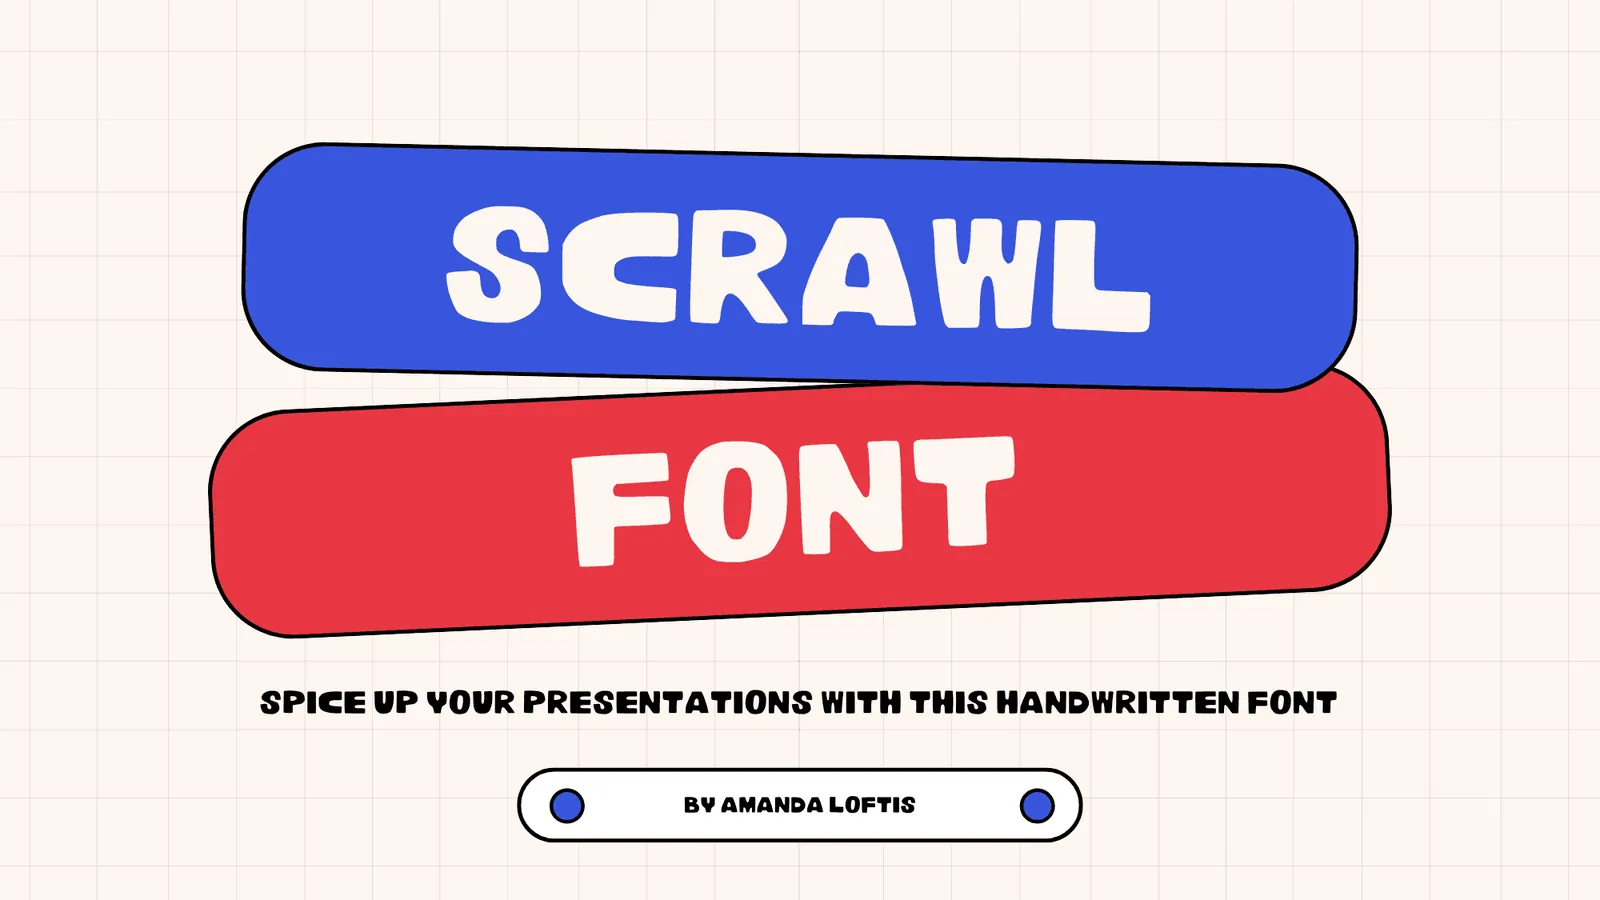 SCRAWL
FONT
SPICE UP YOUR PRESENTATIONS WITH THIS HANDWRITTEN FONT
BY AMANDA LOFTIS